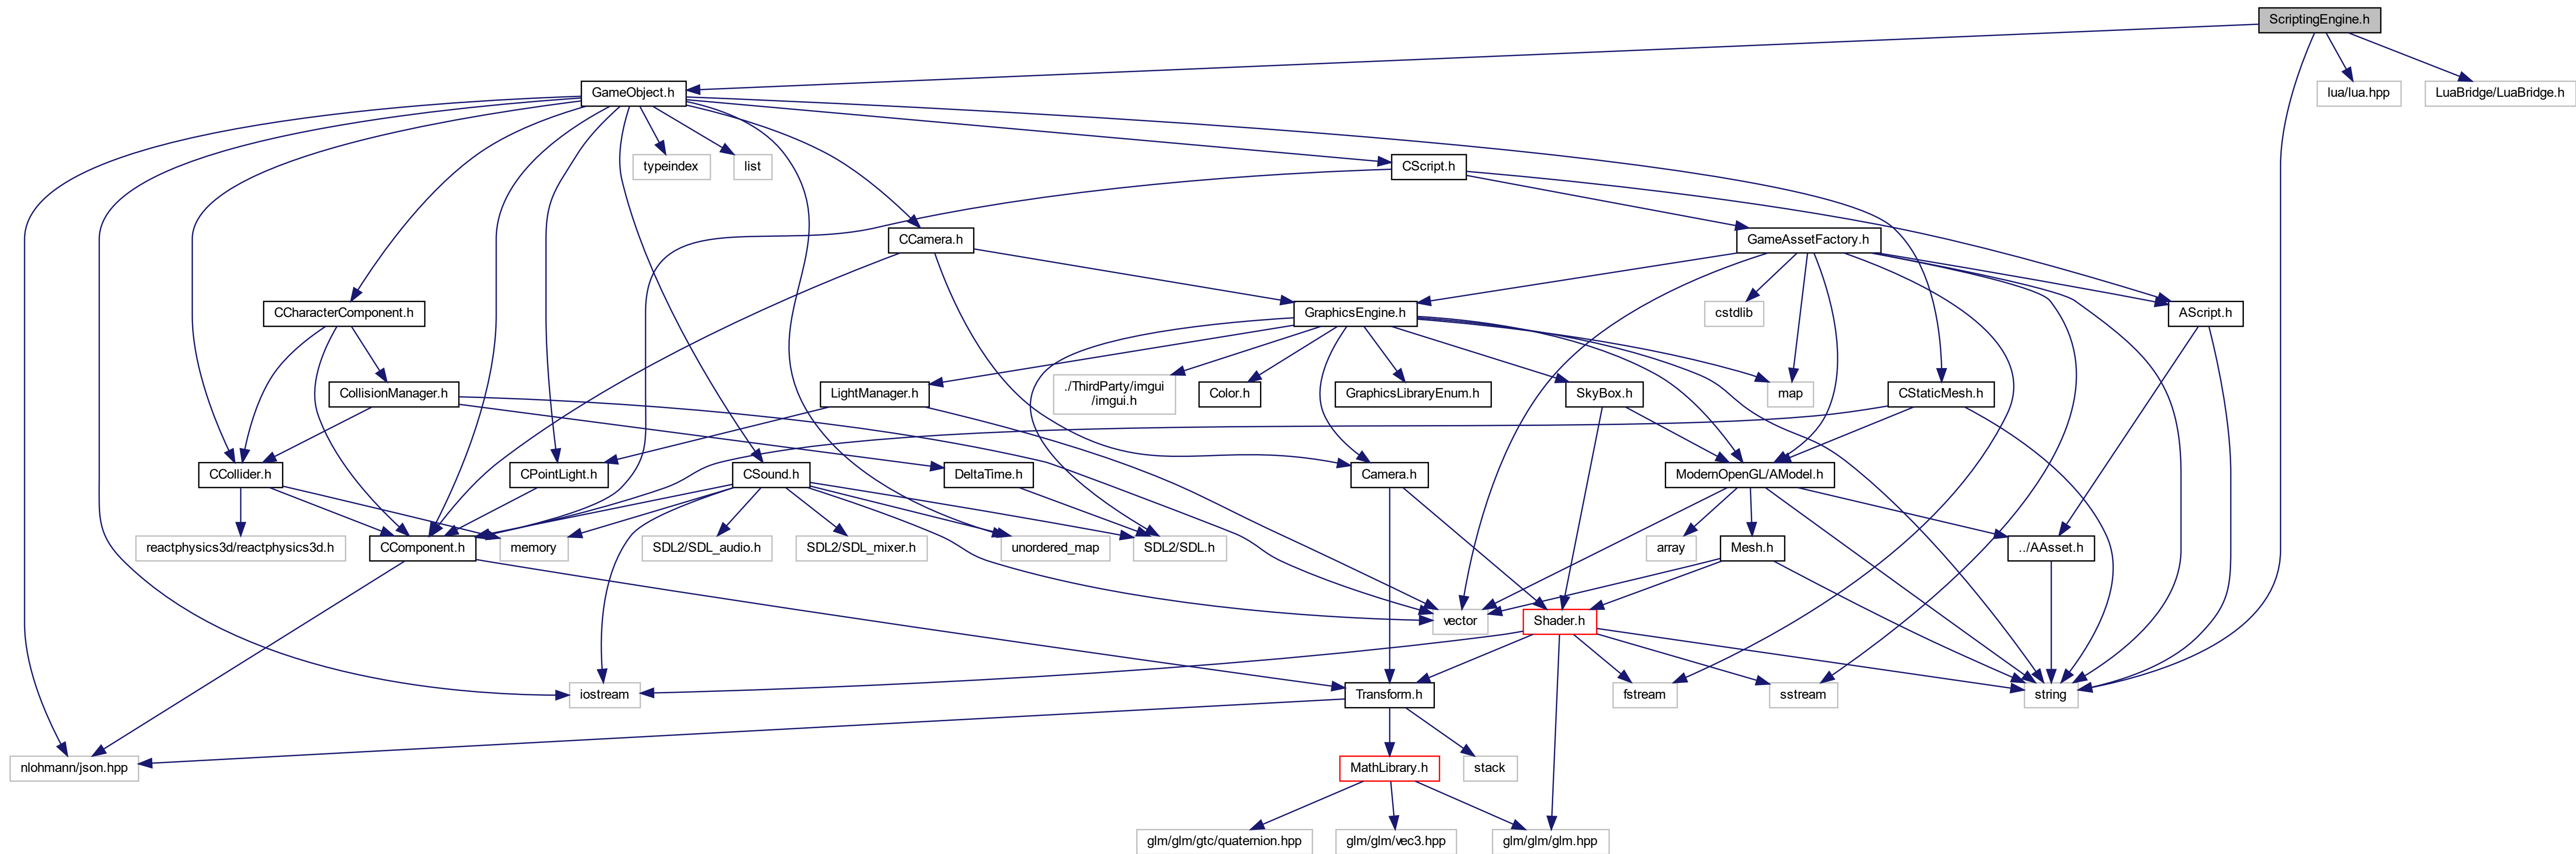 ScriptingEngine.h
GameObject.h
lua/lua.hpp
LuaBridge/LuaBridge.h
typeindex
list
CScript.h
CCamera.h
GameAssetFactory.h
CCharacterComponent.h
GraphicsEngine.h
cstdlib
AScript.h
CollisionManager.h
LightManager.h
./ThirdParty/imgui
/imgui.h
Color.h
GraphicsLibraryEnum.h
SkyBox.h
map
CStaticMesh.h
CCollider.h
CPointLight.h
CSound.h
DeltaTime.h
Camera.h
ModernOpenGL/AModel.h
reactphysics3d/reactphysics3d.h
CComponent.h
memory
SDL2/SDL_audio.h
SDL2/SDL_mixer.h
unordered_map
SDL2/SDL.h
array
Mesh.h
../AAsset.h
vector
Shader.h
iostream
Transform.h
fstream
sstream
string
nlohmann/json.hpp
MathLibrary.h
stack
glm/glm/gtc/quaternion.hpp
glm/glm/vec3.hpp
glm/glm/glm.hpp